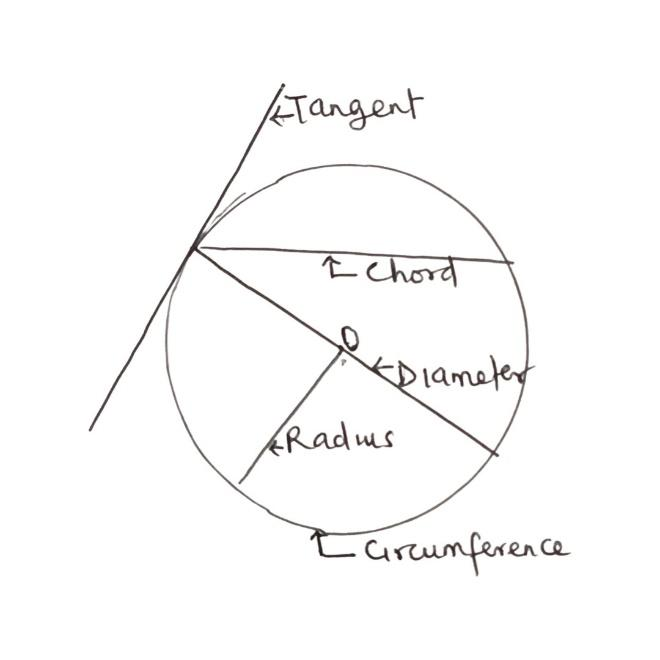 Tangent
Chord
O
Diameter
Radius
Circumference